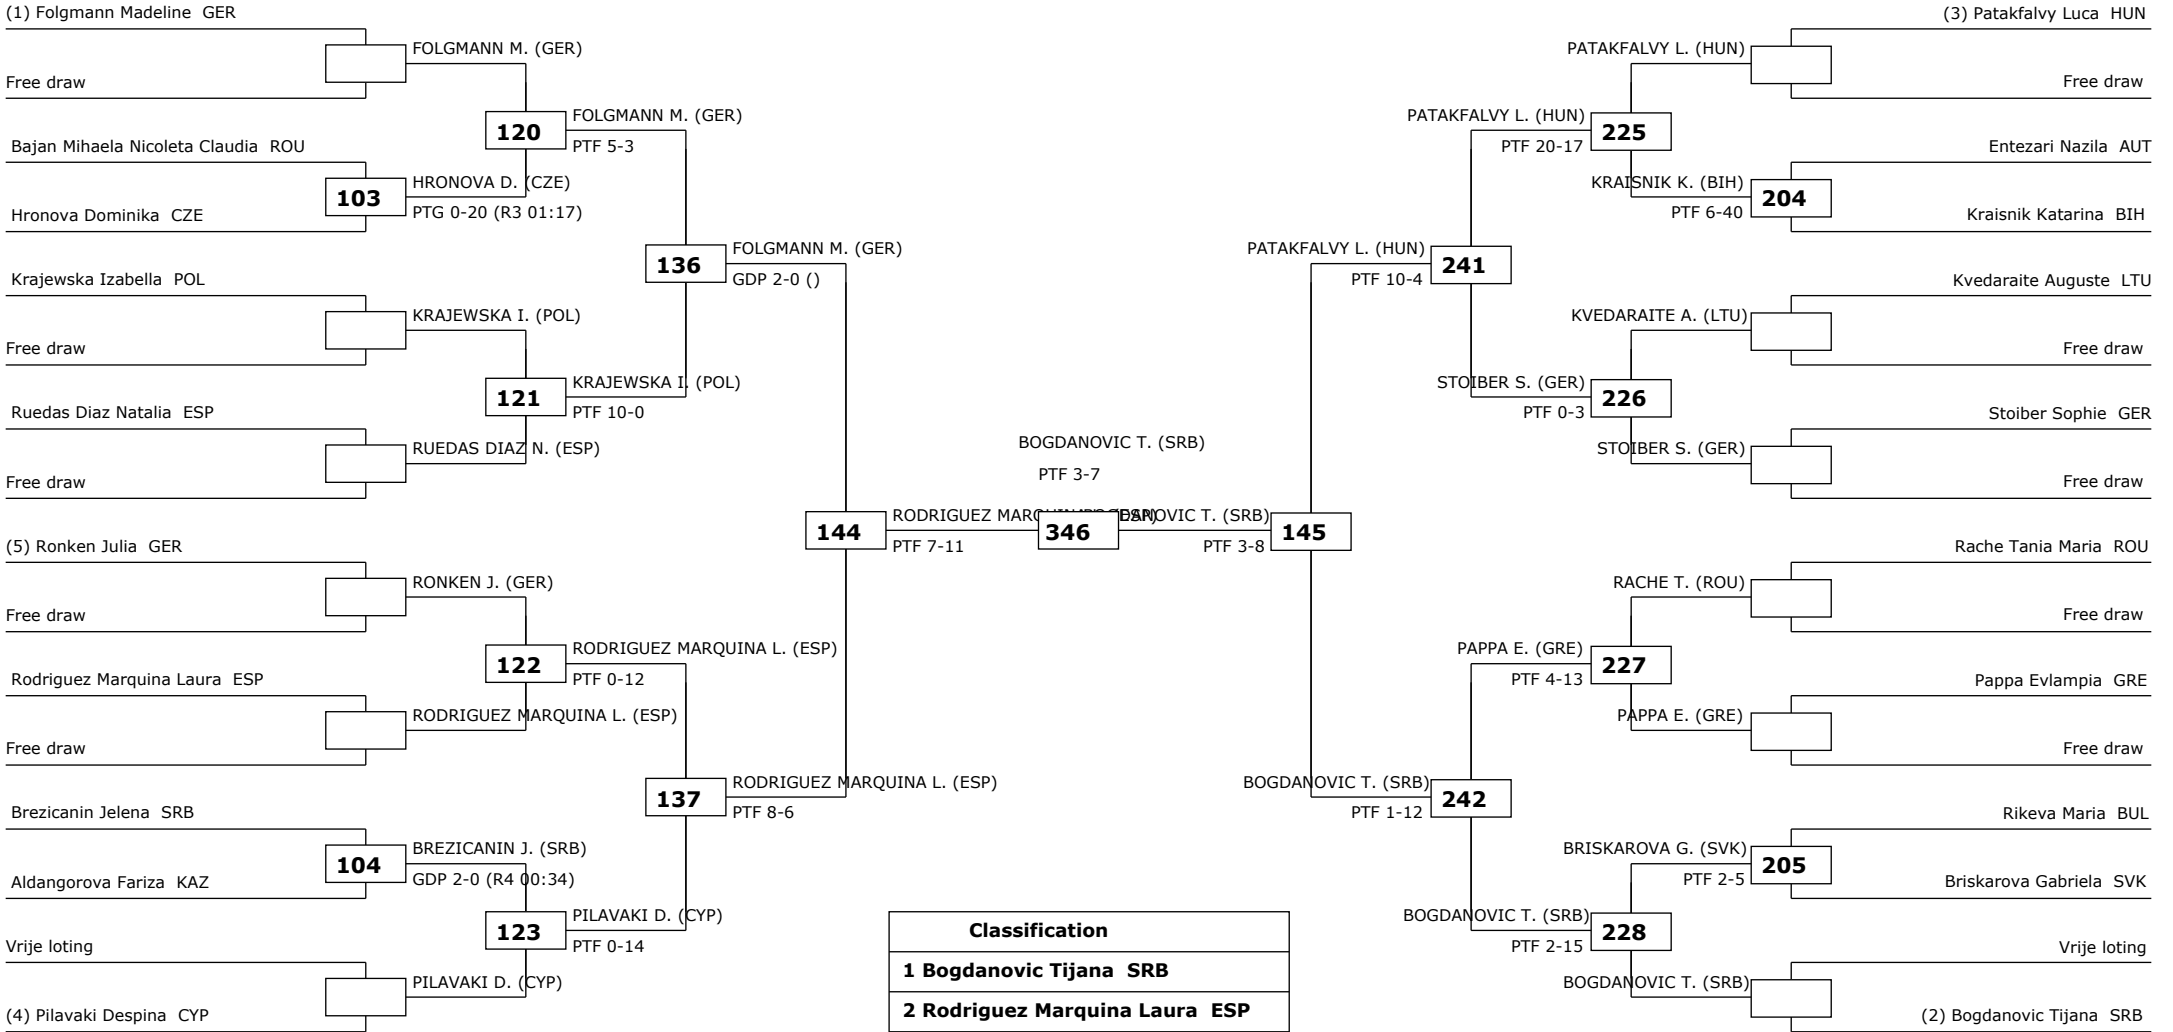 (1) Folgmann Madeline  GER
Free draw
FOLGMANN M. (GER)
Bajan Mihaela Nicoleta Claudia  ROU
Hronova Dominika  CZE
103
HRONOVA D. (CZE)
PTG 0-20 (R3 01:17)
120
FOLGMANN M. (GER)
PTF 5-3
Krajewska Izabella  POL
Free draw
KRAJEWSKA I. (POL)
Ruedas Diaz Natalia  ESP
Free draw
RUEDAS DIAZ N. (ESP)
121
KRAJEWSKA I. (POL)
PTF 10-0
136
FOLGMANN M. (GER)
GDP 2-0 ()
(5) Ronken Julia  GER
Free draw
RONKEN J. (GER)
Rodriguez Marquina Laura  ESP
Free draw
RODRIGUEZ MARQUINA L. (ESP)
122
RODRIGUEZ MARQUINA L. (ESP)
PTF 0-12
Brezicanin Jelena  SRB
Aldangorova Fariza  KAZ
104
BREZICANIN J. (SRB)
GDP 2-0 (R4 00:34)
Vrije loting
(4) Pilavaki Despina  CYP
PILAVAKI D. (CYP)
123
PILAVAKI D. (CYP)
PTF 0-14
137
RODRIGUEZ MARQUINA L. (ESP)
PTF 8-6
144
RODRIGUEZ MARQUINA L. (ESP)
PTF 7-11
BOGDANOVIC T. (SRB)
PTF 3-7
346
BOGDANOVIC T. (SRB)
PTF 3-8
145
(3) Patakfalvy Luca  HUN
Free draw
PATAKFALVY L. (HUN)
Entezari Nazila  AUT
Kraisnik Katarina  BIH
204
KRAISNIK K. (BIH)
PTF 6-40
225
PATAKFALVY L. (HUN)
PTF 20-17
Kvedaraite Auguste  LTU
Free draw
KVEDARAITE A. (LTU)
Stoiber Sophie  GER
Free draw
STOIBER S. (GER)
226
STOIBER S. (GER)
PTF 0-3
241
PATAKFALVY L. (HUN)
PTF 10-4
Rache Tania Maria  ROU
Free draw
RACHE T. (ROU)
Pappa Evlampia  GRE
Free draw
PAPPA E. (GRE)
227
PAPPA E. (GRE)
PTF 4-13
Rikeva Maria  BUL
Briskarova Gabriela  SVK
205
BRISKAROVA G. (SVK)
PTF 2-5
Vrije loting
(2) Bogdanovic Tijana  SRB
BOGDANOVIC T. (SRB)
228
BOGDANOVIC T. (SRB)
PTF 2-15
242
BOGDANOVIC T. (SRB)
PTF 1-12
Classification
1 Bogdanovic Tijana  SRB
2 Rodriguez Marquina Laura  ESP